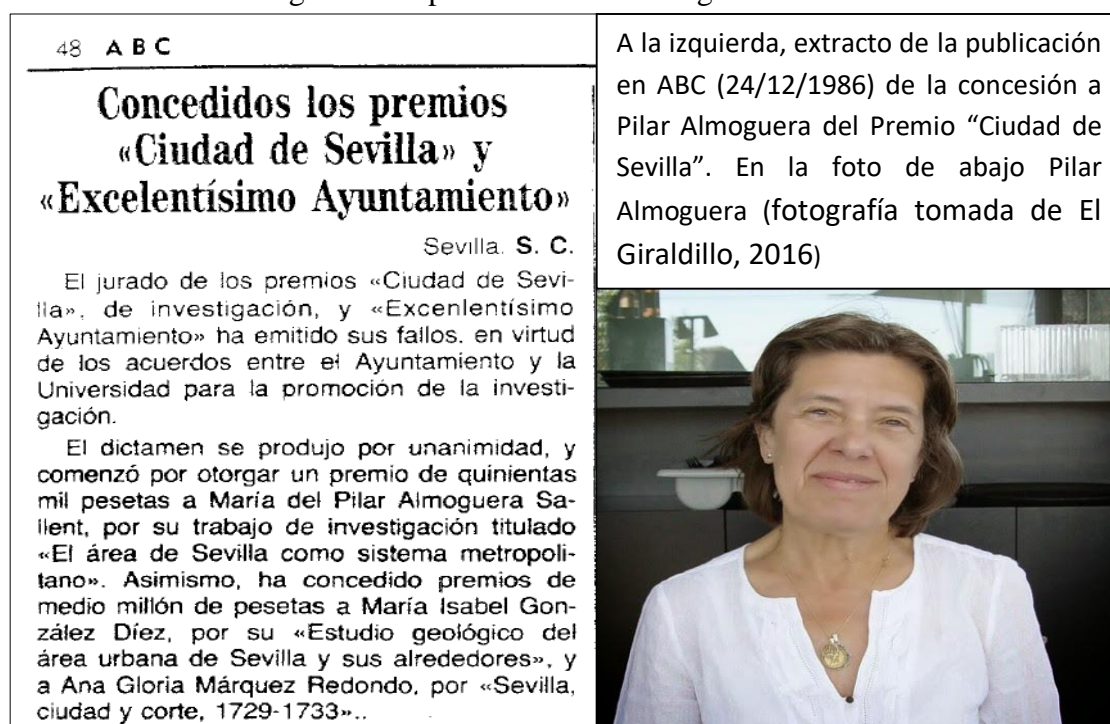 48 ABC
Concedidos los premios
«Ciudad de Sevilla» y
«Excelentísimo Ayuntamiento»
Sevilla. S. C.
El jurado de los premios «Ciudad de Sevi-
lla», de investigación, y «Excenlentísimo
Ayuntamiento» ha emitido sus fallos. en virtud
de los acuerdos entre el Ayuntamiento y la
Universidad para la promoción de la investi-
gación.
El dictamen se produjo por unanimidad, y
comenzó por otorgar un premio de quinientas
mil pesetas a María del Pilar Almoguera Sa-
llent, por su trabajo de investigación titulado
«El área de Sevilla como sistema metropoli-
tano». Asimismo, ha concedido premios de
medio millón de pesetas a María Isabel Gon-
zález Díez, por su «Estudio geológico del
área urbana de Sevilla y sus alrededores», y
a Ana Gloria Márquez Redondo, por «Sevilla,
ciudad y corte, 1729-1733»..
A la izquierda, extracto de la publicación
en ABC (24/12/1986) de la concesión a
Pilar Almoguera del Premio “Ciudad de
Sevilla”. En la foto de abajo Pilar
Almoguera (fotografía tomada de El
Giraldillo, 2016)